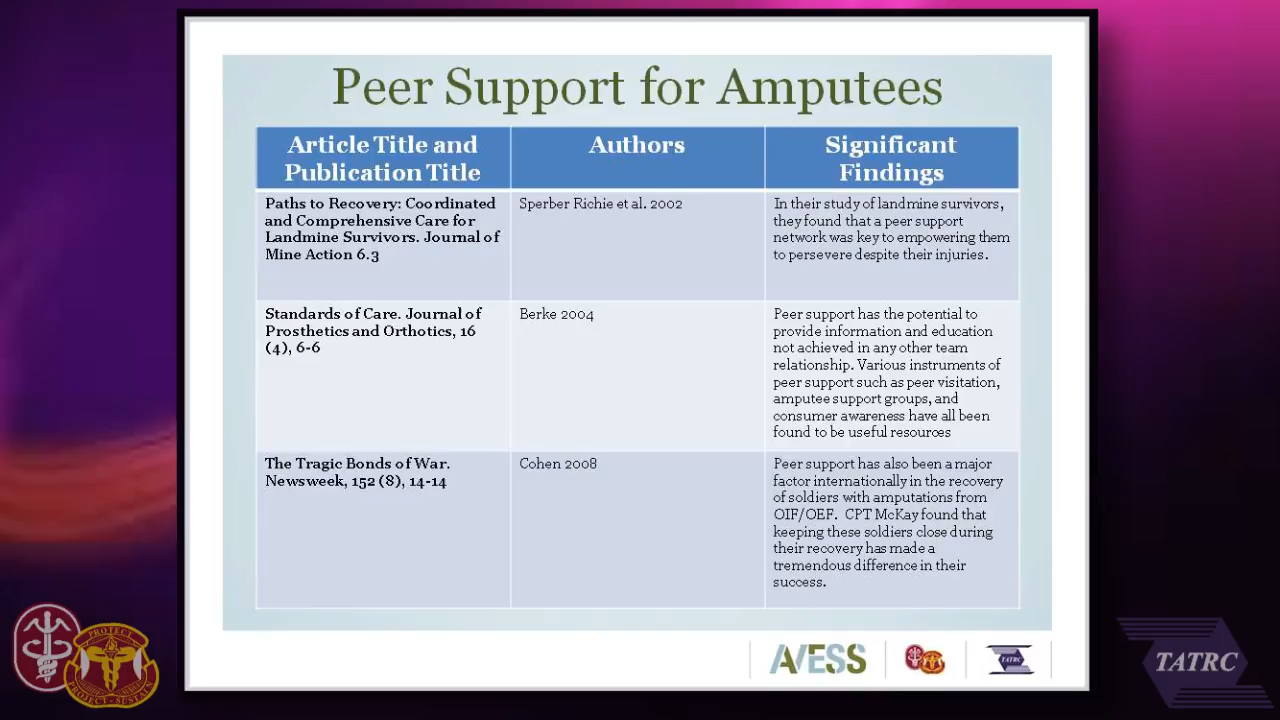 Peer Support for Amputees
Article Title and
Publication Title
Authors
Significant
Findings
Paths to Recovery: Coordinated
and Comprehensive Care for
Landmine Survivors. Journal of
Mine Action 6.3
Sperber Richie et al. 2002
In their study of landmine survivors,
they found that a peer support
network was key to empowering them
to persevere despite their injuries.
Standards of Care. Journal of
Prosthetics and Orthotics, 16
(4), 6-6
Berke 2004
Peer support has the potential to
provide information and education
not achieved in any other team
relationship. Various instruments of
peer support such as peer visitation,
amputee support groups, and
consumer awareness have all been
found to be useful resources
The Tragic Bonds of War.
Newsweek, 152 (8), 14-14
Cohen 2008
Peer support has also been a major
factor internationally in the recovery
of soldiers with amputations from
OIF/OEF. CPT McKay found that
keeping these soldiers close during
their recovery has made a
tremendous difference in their
success.
AVESS
TATRC
PROJECT
TATRC